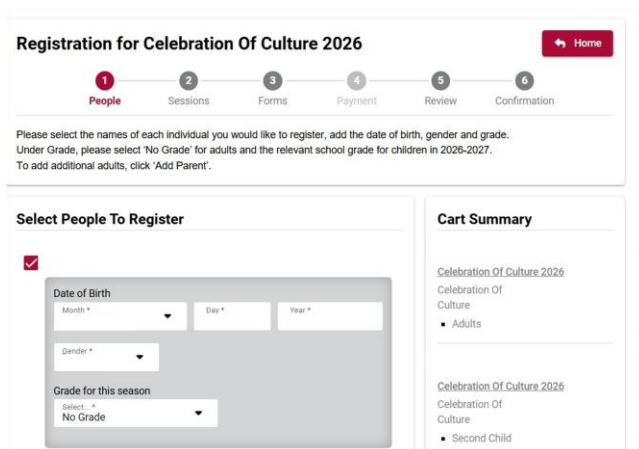 Registration for Celebration Of Culture 2026
Home
1
2
3
4
5
6
People
Sessions
Forms
Payment
Review
Confirmation
Please select the names of each individual you would like to register, add the date of birth, gender and grade.
Under Grade, please select 'No Grade' for adults and the relevant school grade for children in 2026-2027.
To add additional adults, click 'Add Parent'.
Select People To Register
Date of Birth
Month *
Day *
Year *
Gender *
Grade for this season
Select... *
No Grade
Cart Summary
Celebration Of Culture 2026
Celebration Of
Culture
▪ Adults
Celebration Of Culture 2026
Celebration Of
Culture
▪ Second Child